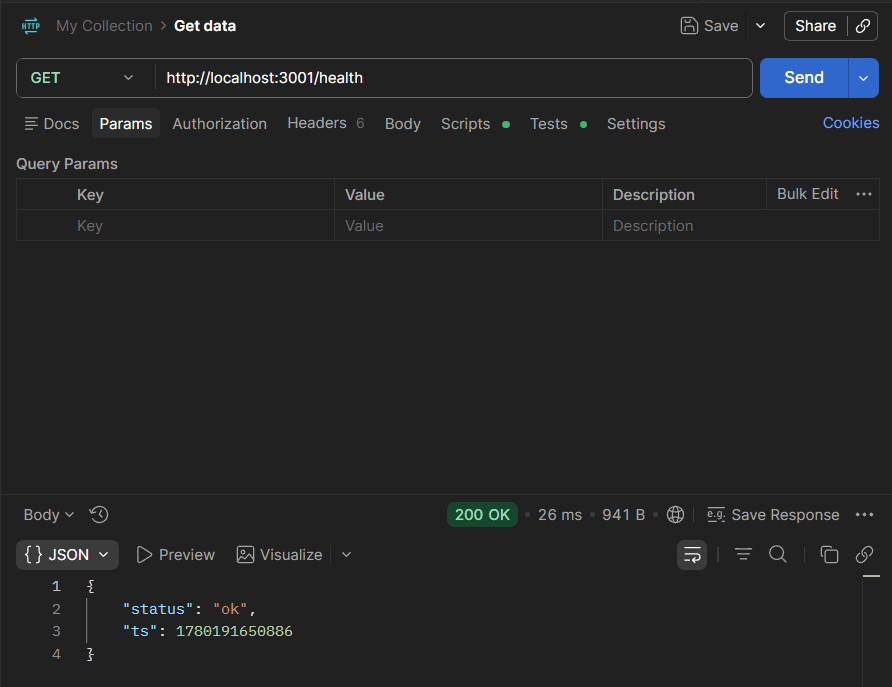 HTTP My Collection > Get data Save Share
GET http://localhost:3001/health Send
Docs Params Authorization Headers 6 Body Scripts Tests Settings Cookies
Query Params
Key Value Description Bulk Edit ···
Key Value Description
Body 200 OK • 26 ms • 941 B • e.g. Save Response ···
{} JSON Preview Visualize
1 {
2 "status": "ok",
3 "ts": 1780191650886
4 }